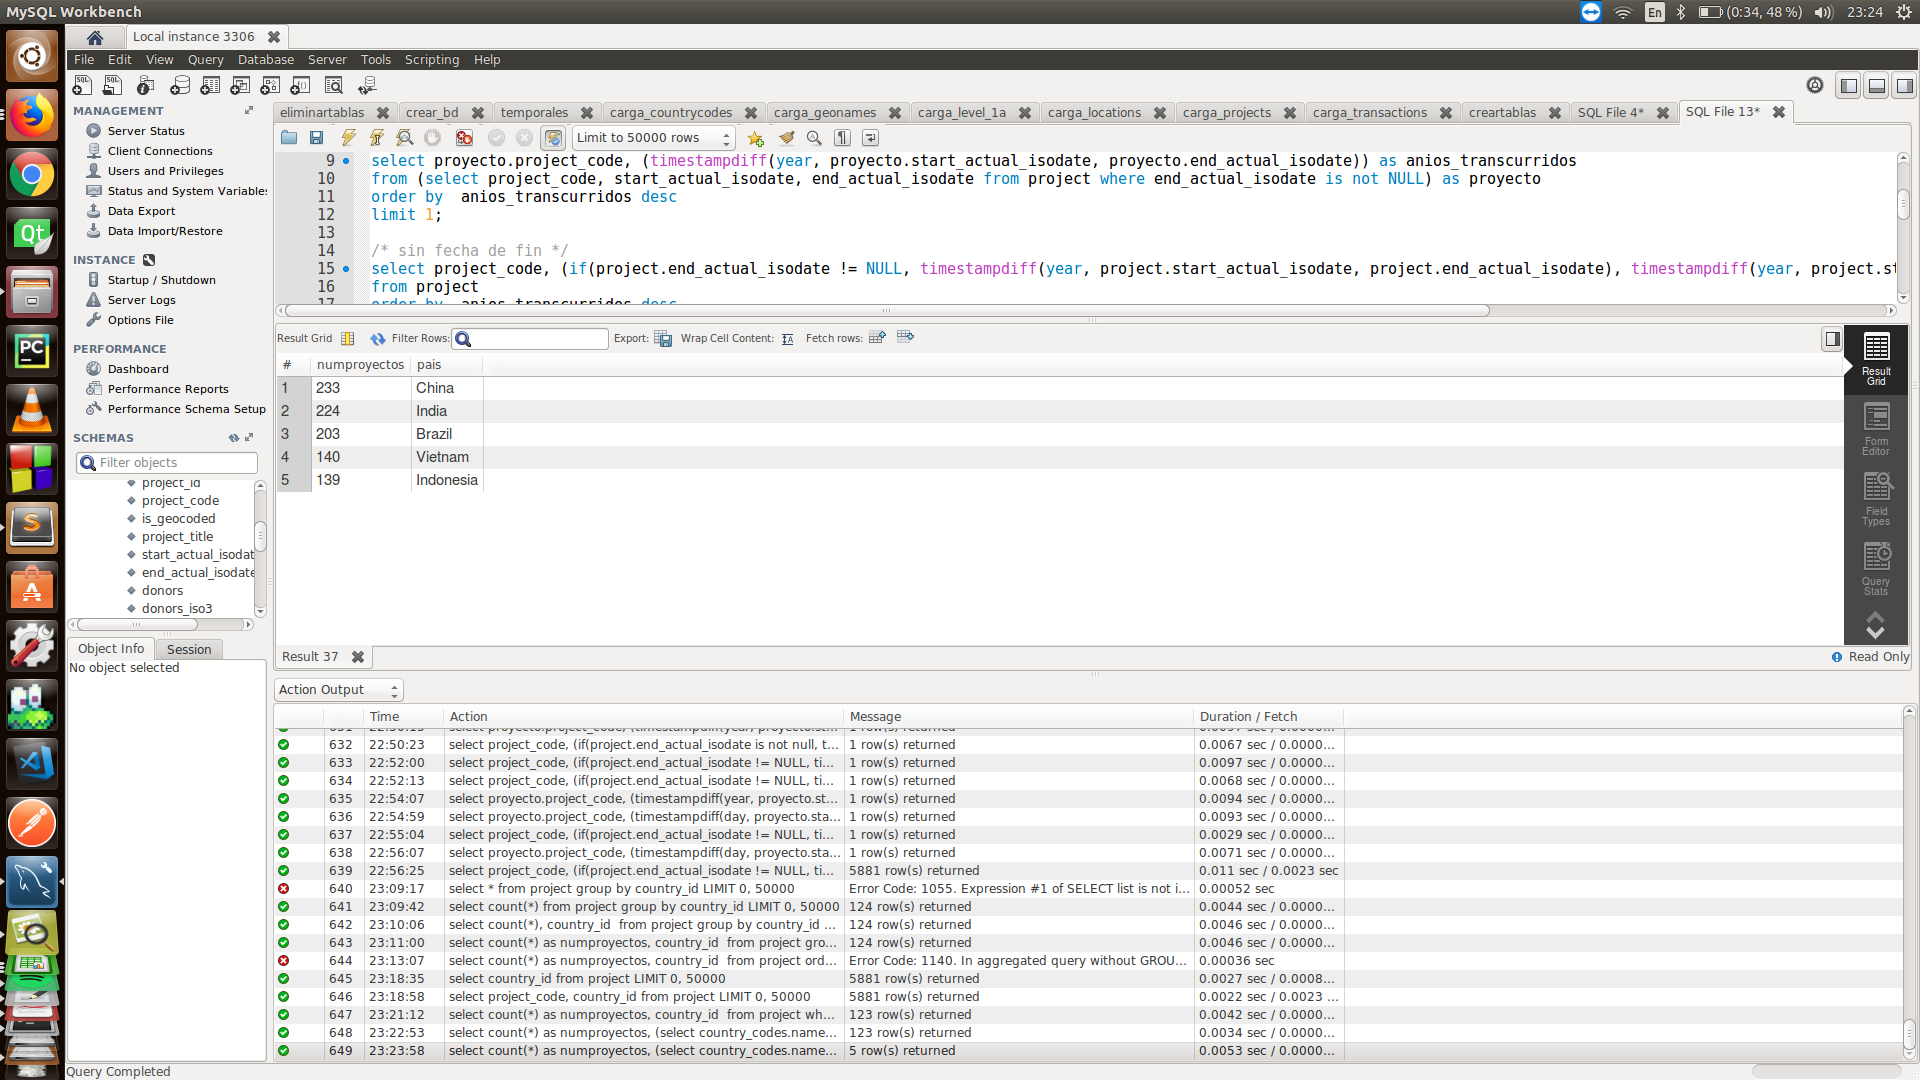 MySQL Workbench
En
(0:34, 48 %)
23:24
Local instance 3306
File Edit View Query Database Server Tools Scripting Help
MANAGEMENT
Server Status
Client Connections
Users and Privileges
Status and System Variables
Data Export
Data Import/Restore
INSTANCE
Startup / Shutdown
Server Logs
Options File
PERFORMANCE
Dashboard
Performance Reports
Performance Schema Setup
SCHEMAS
Filter objects
project_id
project_code
is_geocoded
project_title
start_actual_isodat
end_actual_isodate
donors
donors_iso3
Object Info Session
No object selected
eliminartablas crear_bd temporales carga_countrycodes carga_geonames carga_level_1a carga_locations carga_projects carga_transactions creartablas SQL File 4* SQL File 13*
Limit to 50000 rows
9 select proyecto.project_code, (timestampdiff(year, proyecto.start_actual_isodate, proyecto.end_actual_isodate)) as anios_transcurridos
10 from (select project_code, start_actual_isodate, end_actual_isodate from project where end_actual_isodate is not NULL) as proyecto
11 order by  anios_transcurridos desc
12 limit 1;
13
14 /* sin fecha de fin */
15 select project_code, (if(project.end_actual_isodate != NULL, timestampdiff(year, project.start_actual_isodate, project.end_actual_isodate), timestampdiff(year, project.st
16 from project
17 order by  anios_transcurridos desc
Result Grid Filter Rows: Export: Wrap Cell Content: Fetch rows:
# numproyectos pais
1 233 China
2 224 India
3 203 Brazil
4 140 Vietnam
5 139 Indonesia
Result Grid
Form Editor
Field Types
Query Stats
Result 37
Read Only
Action Output
Time Action Message Duration / Fetch
632 22:50:23 select project_code, (if(project.end_actual_isodate is not null, t... 1 row(s) returned 0.0067 sec / 0.0000...
633 22:52:00 select project_code, (if(project.end_actual_isodate != NULL, ti... 1 row(s) returned 0.0097 sec / 0.0000...
634 22:52:13 select project_code, (if(project.end_actual_isodate != NULL, ti... 1 row(s) returned 0.0068 sec / 0.0000...
635 22:54:07 select proyecto.project_code, (timestampdiff(year, proyecto.st... 1 row(s) returned 0.0094 sec / 0.0000...
636 22:54:59 select proyecto.project_code, (timestampdiff(day, proyecto.sta... 1 row(s) returned 0.0093 sec / 0.0000...
637 22:55:04 select project_code, (if(project.end_actual_isodate != NULL, ti... 1 row(s) returned 0.0029 sec / 0.0000...
638 22:56:07 select proyecto.project_code, (timestampdiff(day, proyecto.sta... 1 row(s) returned 0.0071 sec / 0.0000...
639 22:56:25 select project_code, (if(project.end_actual_isodate != NULL, ti... 5881 row(s) returned 0.011 sec / 0.0023 sec
640 23:09:17 select * from project group by country_id LIMIT 0, 50000 Error Code: 1055. Expression #1 of SELECT list is not i... 0.00052 sec
641 23:09:42 select count(*) from project group by country_id LIMIT 0, 50000 124 row(s) returned 0.0044 sec / 0.0000...
642 23:10:06 select count(*), country_id  from project group by country_id ... 124 row(s) returned 0.0046 sec / 0.0000...
643 23:11:00 select count(*) as numproyectos, country_id  from project gro... 124 row(s) returned 0.0046 sec / 0.0000...
644 23:13:07 select count(*) as numproyectos, country_id  from project ord... Error Code: 1140. In aggregated query without GROU... 0.00036 sec
645 23:18:35 select country_id from project LIMIT 0, 50000 5881 row(s) returned 0.0027 sec / 0.0008...
646 23:18:58 select project_code, country_id from project LIMIT 0, 50000 5881 row(s) returned 0.0022 sec / 0.0023 ...
647 23:21:12 select count(*) as numproyectos, country_id  from project wh... 123 row(s) returned 0.0042 sec / 0.0000...
648 23:22:53 select count(*) as numproyectos, (select country_codes.name... 123 row(s) returned 0.0034 sec / 0.0000...
649 23:23:58 select count(*) as numproyectos, (select country_codes.name... 5 row(s) returned 0.0053 sec / 0.0000...
Query Completed